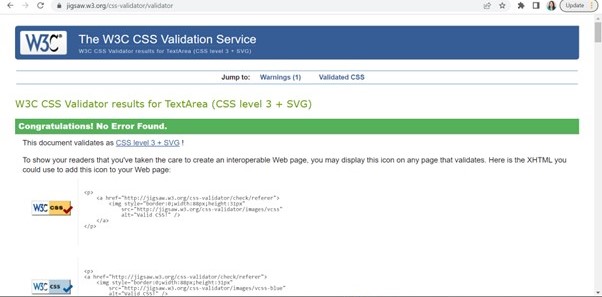 jigsaw.w3.org/css-validator/validator
Update
W3C® The W3C CSS Validation Service
W3C CSS Validator results for TextArea (CSS level 3 + SVG)
Jump to: Warnings (1) Validated CSS
W3C CSS Validator results for TextArea (CSS level 3 + SVG)
Congratulations! No Error Found.
This document validates as CSS level 3 + SVG !
To show your readers that you've taken the care to create an interoperable Web page, you may display this icon on any page that validates. Here is the XHTML you
could use to add this icon to your Web page:
<p>
<a href="http://jigsaw.w3.org/css-validator/check/referer">
<img style="border:0;width:88px;height:31px"
W3C css
src="http://jigsaw.w3.org/css-validator/images/vcss"
alt="Valid CSS!" />
</a>
</p>
<p>
<a href="http://jigsaw.w3.org/css-validator/check/referer">
<img style="border:0;width:88px;height:31px"
W3C css
src="http://jigsaw.w3.org/css-validator/images/vcss-blue"
alt="Valid CSS!" />